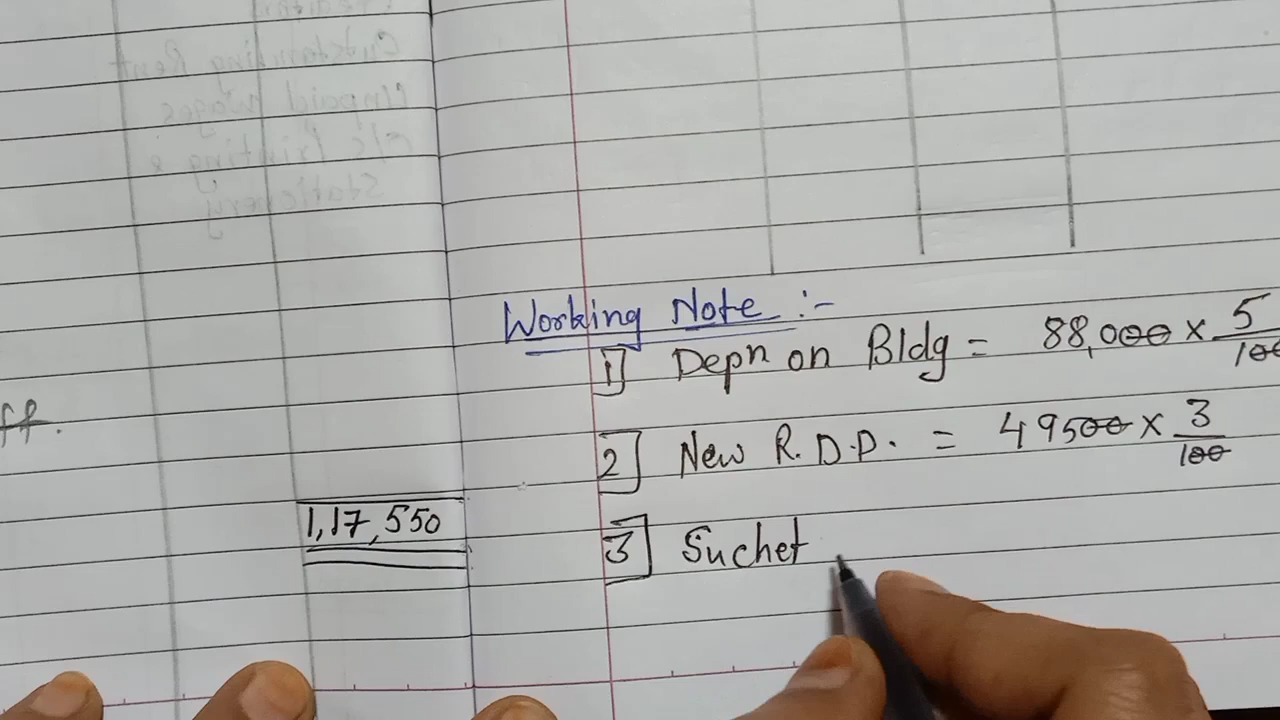 ff.
1,17,550
Working Note :-
1] Depn on Bldg = 88,000 × 5/100
2] New R.D.D. = 49500 × 3/100
3] Suchet